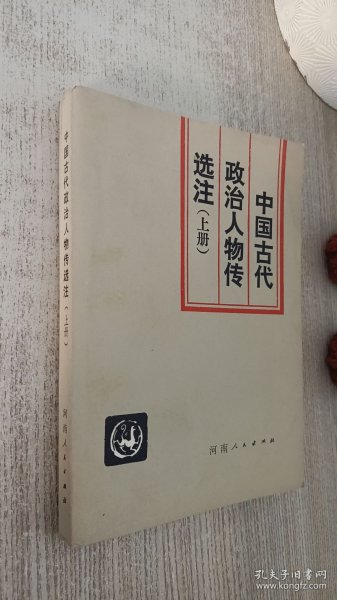 中国古代
政治人物传
选注（上册）
河南人民出版社
中国古代政治人物传选注（上册）
河南人民出版社
孔夫子旧书网
www.kongfz.com